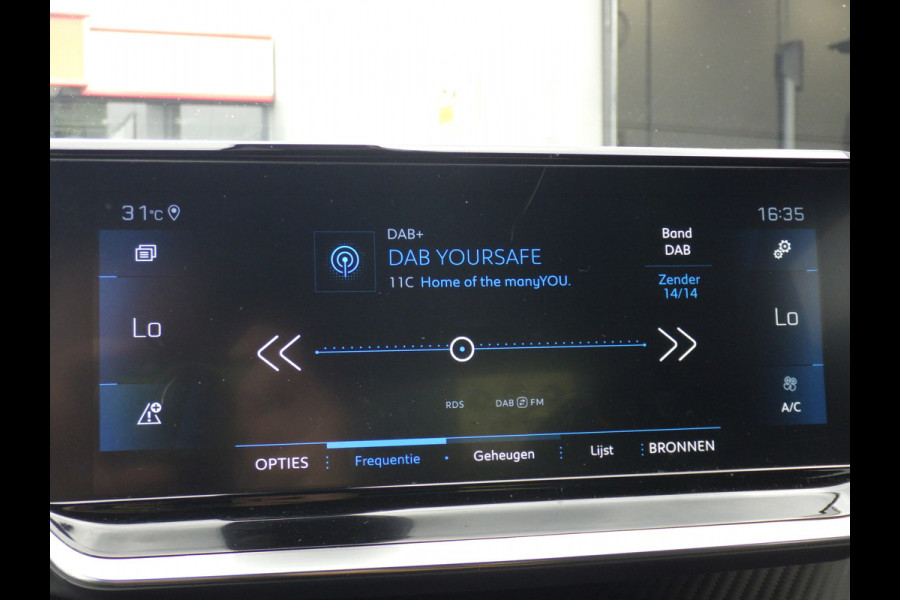 31°C
16:35
DAB+
DAB YOURSAFE
11C Home of the manyYOU.
Band
DAB
Zender
14/14
Lo
Lo
RDS
DAB FM
A/C
OPTIES
Frequentie
Geheugen
Lijst
BRONNEN